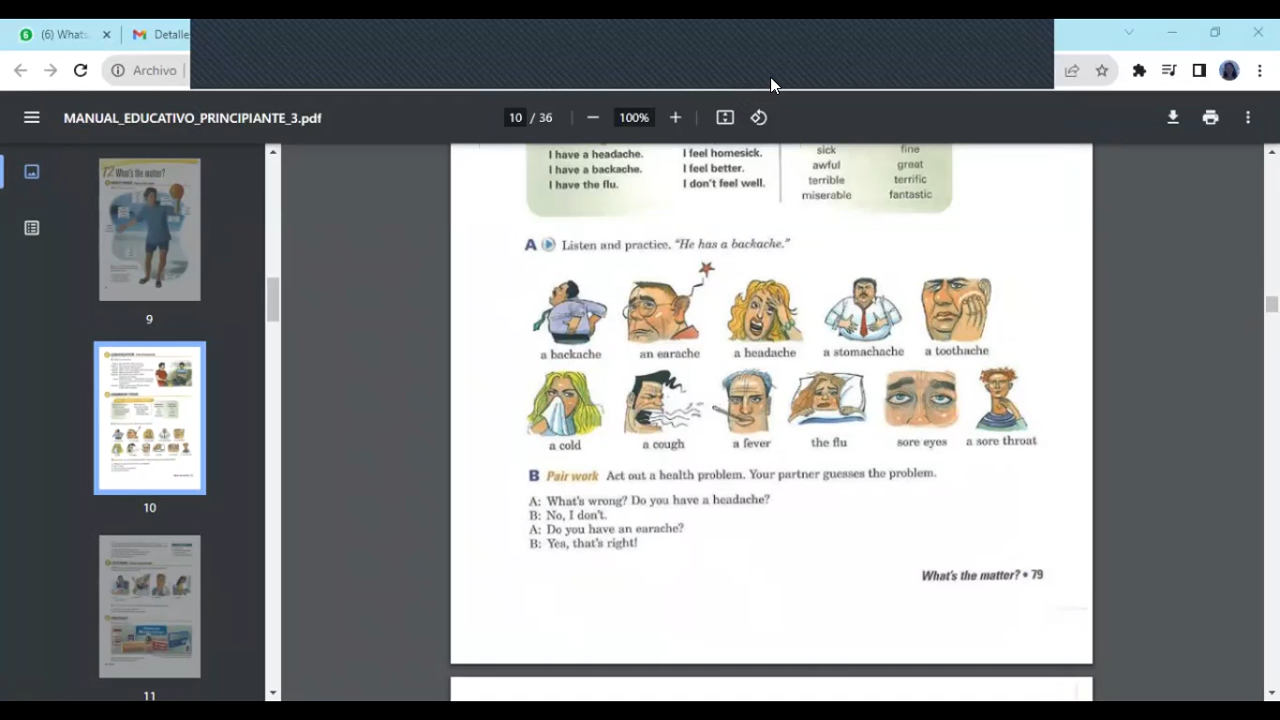 (6) Whats
Detalle
Archivo
MANUAL_EDUCATIVO_PRINCIPIANTE_3.pdf
10 / 36
100%
I have a headache. I feel homesick. sick fine
I have a backache. I feel better. awful great
I have the flu. I don't feel well. terrible terrific
miserable fantastic
A Listen and practice. "He has a backache."
a backache an earache a headache a stomachache a toothache
a cold a cough a fever the flu sore eyes a sore throat
B Pair work Act out a health problem. Your partner guesses the problem.
A: What's wrong? Do you have a headache?
B: No, I don't.
A: Do you have an earache?
B: Yes, that's right!
What's the matter? • 79
12 What's the matter?
9
10
11